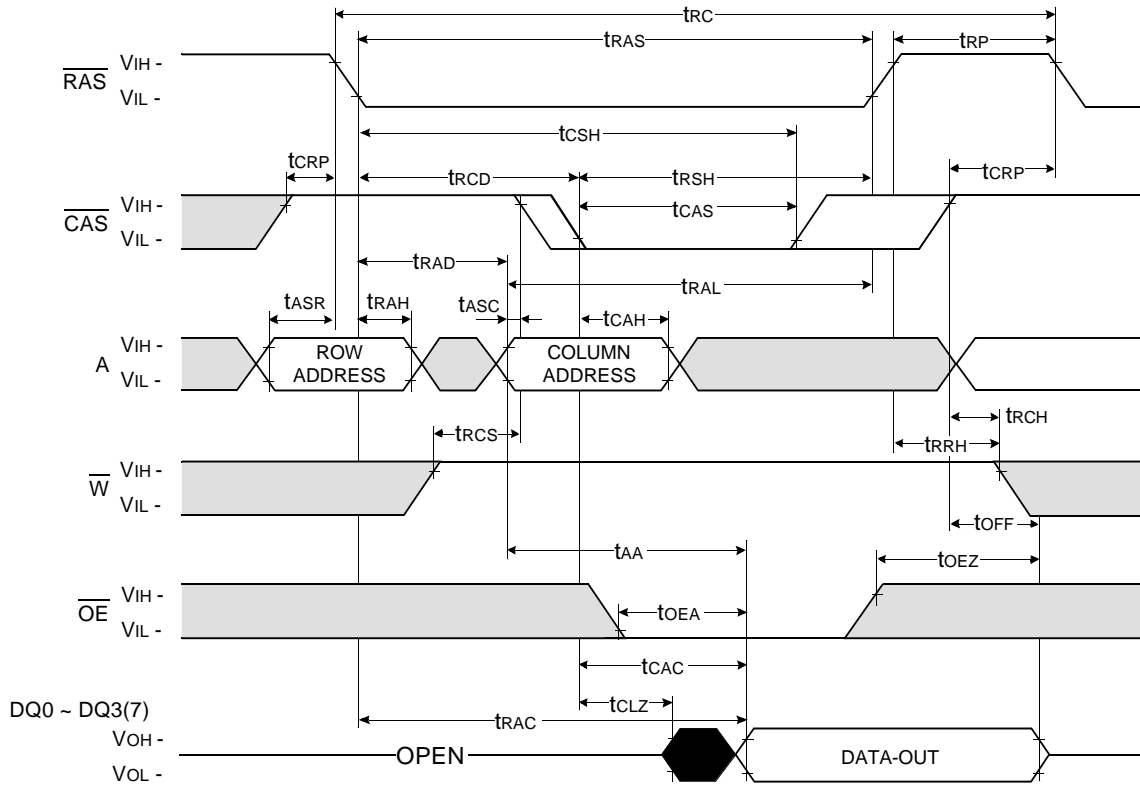 tRC
tRAS
tRP
RAS
VIH -
VIL -
tCSH
tCRP
tRCD
tRSH
tCRP
CAS
VIH -
VIL -
tCAS
tRAD
tRAL
tASR
tRAH
tASC
tCAH
A
VIH -
VIL -
ROW
ADDRESS
COLUMN
ADDRESS
tRCH
tRCS
tRRH
W
VIH -
VIL -
tOFF
tAA
tOEZ
OE
VIH -
VIL -
tOEA
tCAC
tCLZ
DQ0 ~ DQ3(7)
tRAC
VOH -
VOL -
OPEN
DATA-OUT